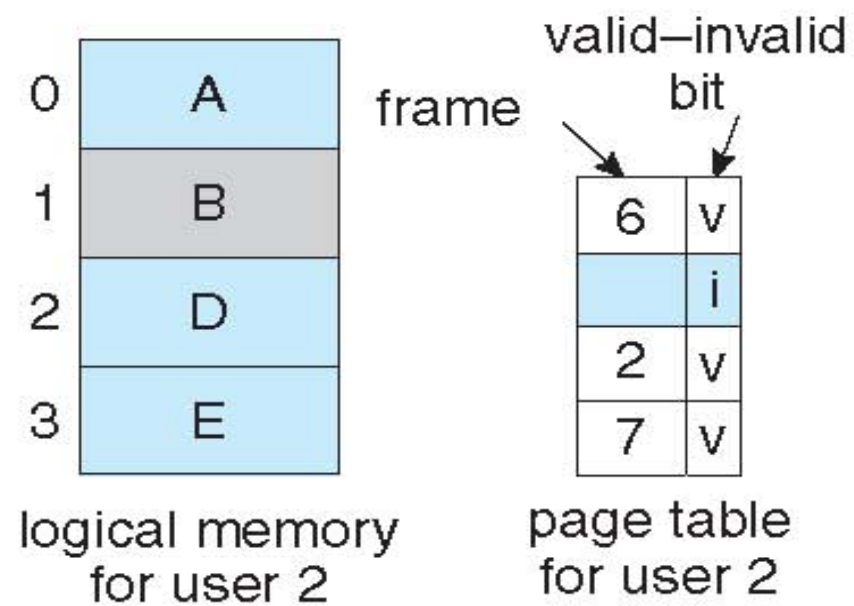 0 A
1 B
2 D
3 E
logical memory
for user 2
frame
valid–invalid
bit
6 v
i
2 v
7 v
page table
for user 2